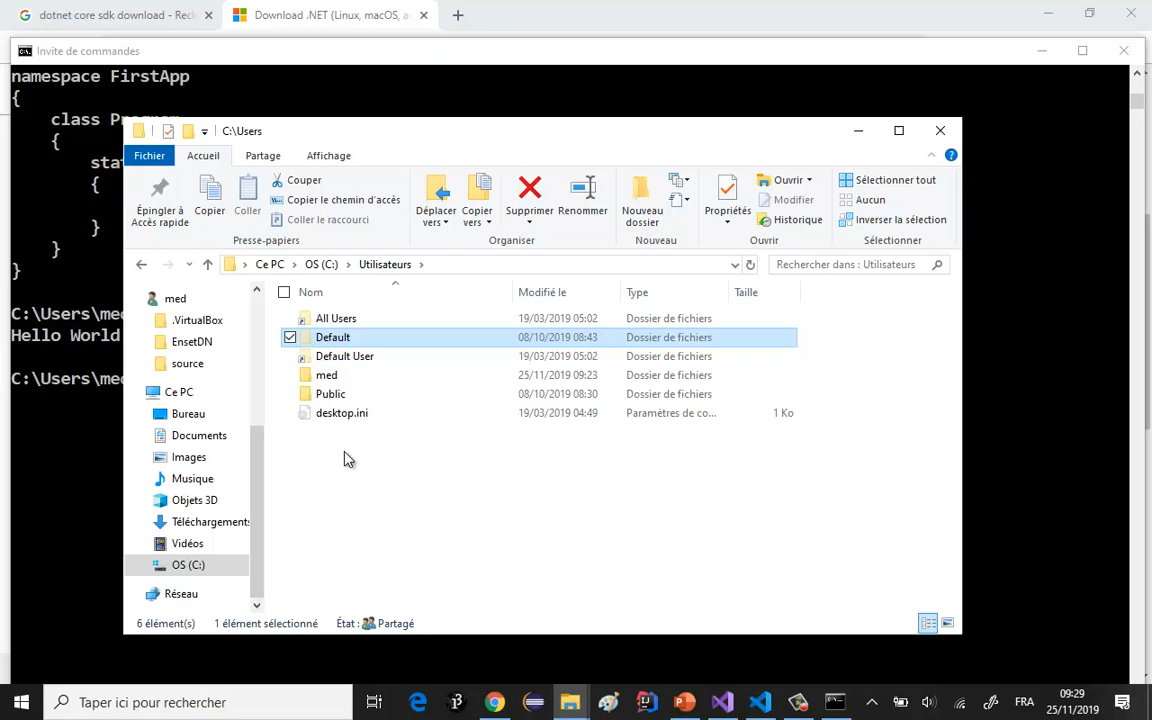 dotnet core sdk download - Rec
Download .NET (Linux, macOS, a
Invite de commandes
namespace FirstApp
{
class
{
{
}
}
}
C:\Users\me
Hello World
C:\Users\me
C:\Users
Fichier
Accueil
Partage
Affichage
Épingler à
Accès rapide
Copier
Coller
Couper
Copier le chemin d'accès
Coller le raccourci
Presse-papiers
Déplacer
vers
Copier
vers
Supprimer
Renommer
Organiser
Nouveau
dossier
Nouveau
Propriétés
Ouvrir
Modifier
Historique
Ouvrir
Sélectionner tout
Aucun
Inverser la sélection
Sélectionner
Ce PC > OS (C:) > Utilisateurs >
Rechercher dans : Utilisateurs
med
.VirtualBox
EnsetDN
source
Ce PC
Bureau
Documents
Images
Musique
Objets 3D
Téléchargements
Vidéos
OS (C:)
Réseau
Nom Modifié le Type Taille
All Users 19/03/2019 05:02 Dossier de fichiers
Default 08/10/2019 08:43 Dossier de fichiers
Default User 19/03/2019 05:02 Dossier de fichiers
med 25/11/2019 09:23 Dossier de fichiers
Public 08/10/2019 08:30 Dossier de fichiers
desktop.ini 19/03/2019 04:49 Paramètres de co... 1 Ko
6 élément(s) 1 élément sélectionné État : Partagé
Taper ici pour rechercher
FRA
09:29
25/11/2019